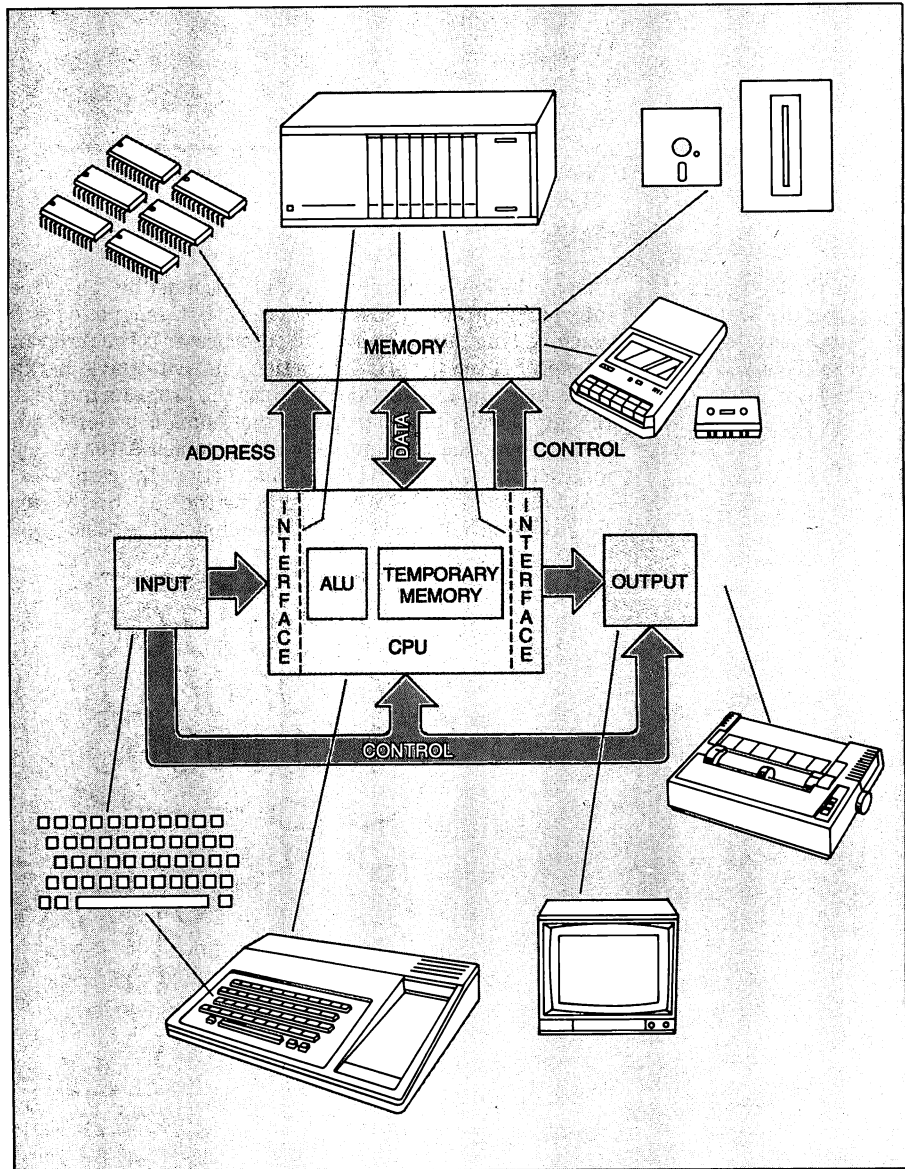 MEMORY
ADDRESS
DATA
CONTROL
INTERFACE
INTERFACE
INPUT
ALU
TEMPORARY
MEMORY
OUTPUT
CPU
CONTROL